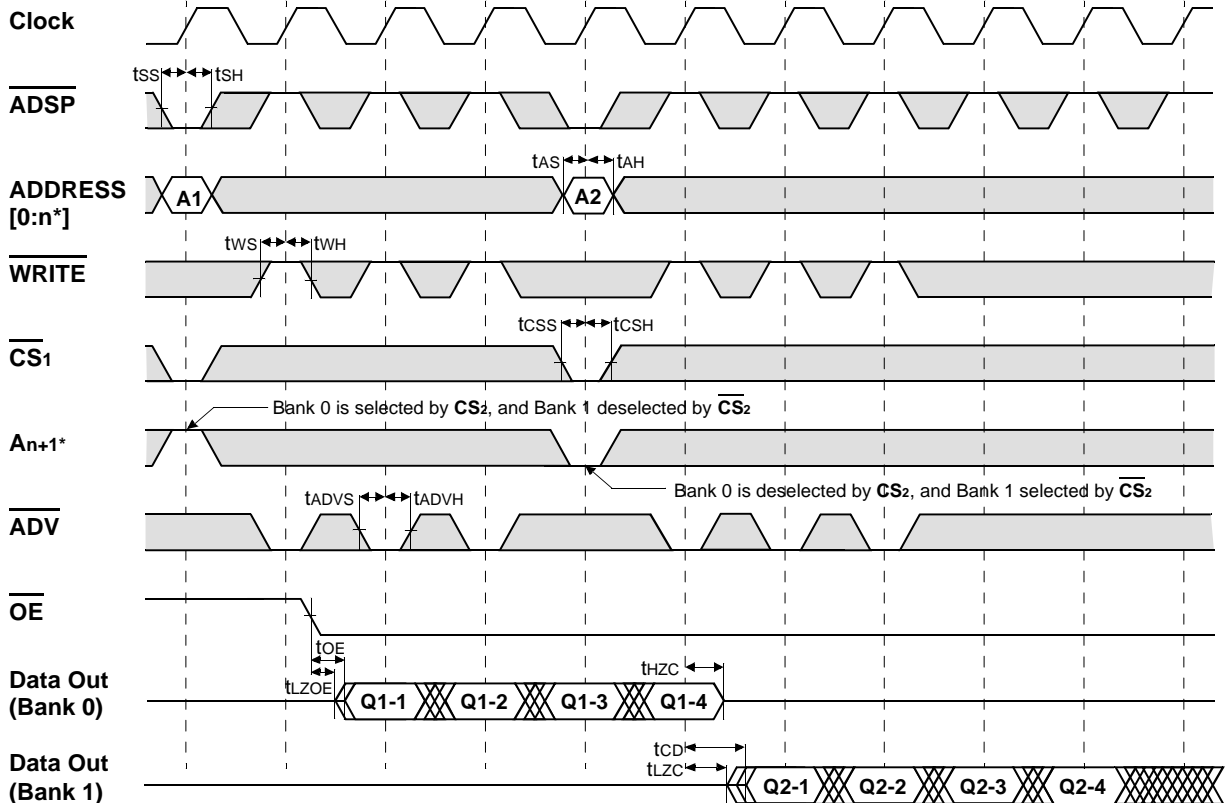 Clock
tSS tSH
ADSP
tAS tAH
ADDRESS
[0:n*]
A1 A2
tWS tWH
WRITE
tCSS tCSH
CS1
Bank 0 is selected by CS2, and Bank 1 deselected by CS2
An+1*
Bank 0 is deselected by CS2, and Bank 1 selected by CS2
tADVS tADVH
ADV
OE
tOE
tHZC
tLZOE
Data Out
(Bank 0)
Q1-1 Q1-2 Q1-3 Q1-4
tCD
tLZC
Data Out
(Bank 1)
Q2-1 Q2-2 Q2-3 Q2-4